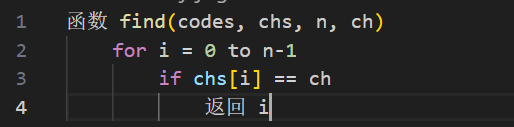 1 函数 find(codes, chs, n, ch)
2 for i = 0 to n-1
3 if chs[i] == ch
4 返回 i